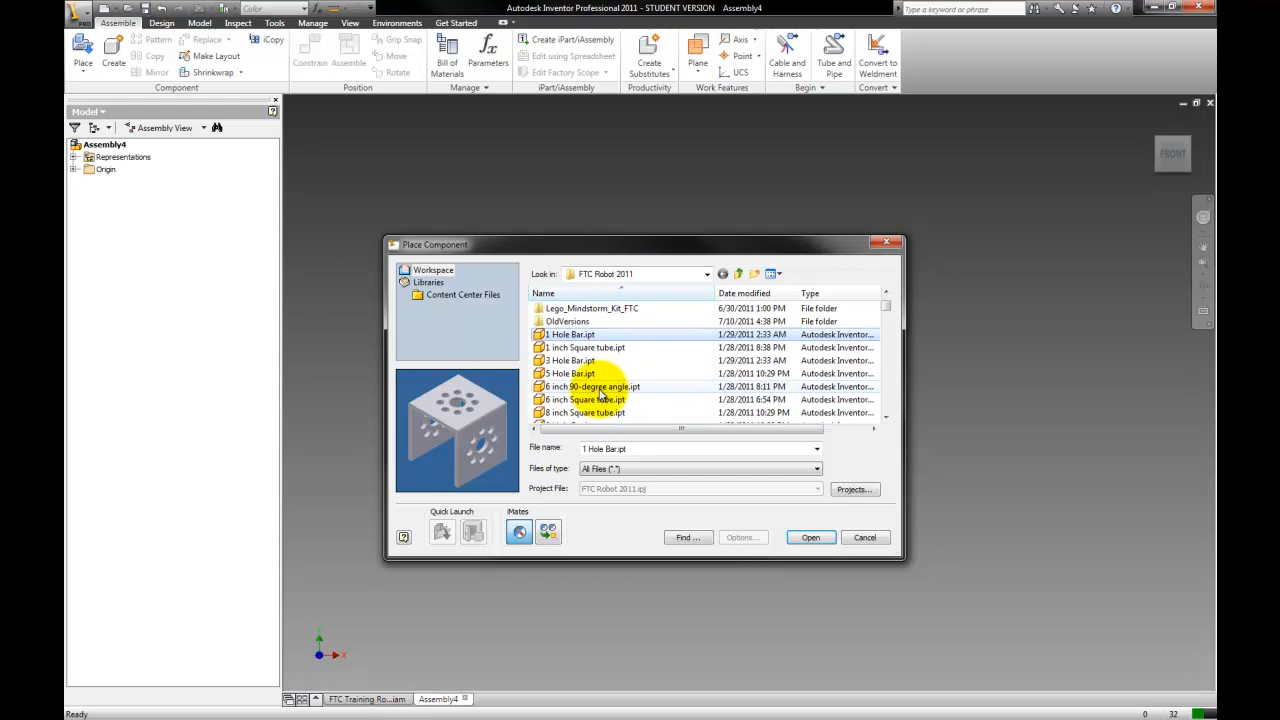 Color
Autodesk Inventor Professional 2011 - STUDENT VERSION Assembly4
Type a keyword or phrase
PRO
Assemble Design Model Inspect Tools Manage View Environments Get Started
Place
Create
Pattern
Copy
Mirror
Replace
Make Layout
Shrinkwrap
iCopy
Component
Constrain
Assemble
Grip Snap
Move
Rotate
Position
Bill of
Materials
Parameters
Manage
Create iPart/iAssembly
Edit using Spreadsheet
Edit Factory Scope
iPart/iAssembly
Create
Substitutes
Productivity
Plane
Axis
Point
UCS
Work Features
Cable and
Harness
Tube and
Pipe
Begin
Convert to
Weldment
Convert
Model
Assembly View
Assembly4
Representations
Origin
FRONT
Place Component
Workspace
Libraries
Content Center Files
Look in: FTC Robot 2011
Name Date modified Type
Lego_Mindstorm_Kit_FTC 6/30/2011 1:00 PM File folder
OldVersions 7/10/2011 4:38 PM File folder
1 Hole Bar.ipt 1/29/2011 2:33 AM Autodesk Inventor...
1 inch Square tube.ipt 1/28/2011 8:38 PM Autodesk Inventor...
3 Hole Bar.ipt 1/29/2011 2:33 AM Autodesk Inventor...
5 Hole Bar.ipt 1/28/2011 10:29 PM Autodesk Inventor...
6 inch 90-degree angle.ipt 1/28/2011 8:11 PM Autodesk Inventor...
6 inch Square tube.ipt 1/28/2011 6:54 PM Autodesk Inventor...
8 inch Square tube.ipt 1/28/2011 10:29 PM Autodesk Inventor...
File name: 1 Hole Bar.ipt
Files of type: All Files (*.*)
Project File: FTC Robot 2011.ipj
Projects...
Quick Launch
iMates
Find ...
Options...
Open
Cancel
X
FTC Training Ro...iam
Assembly4
Ready
0 32